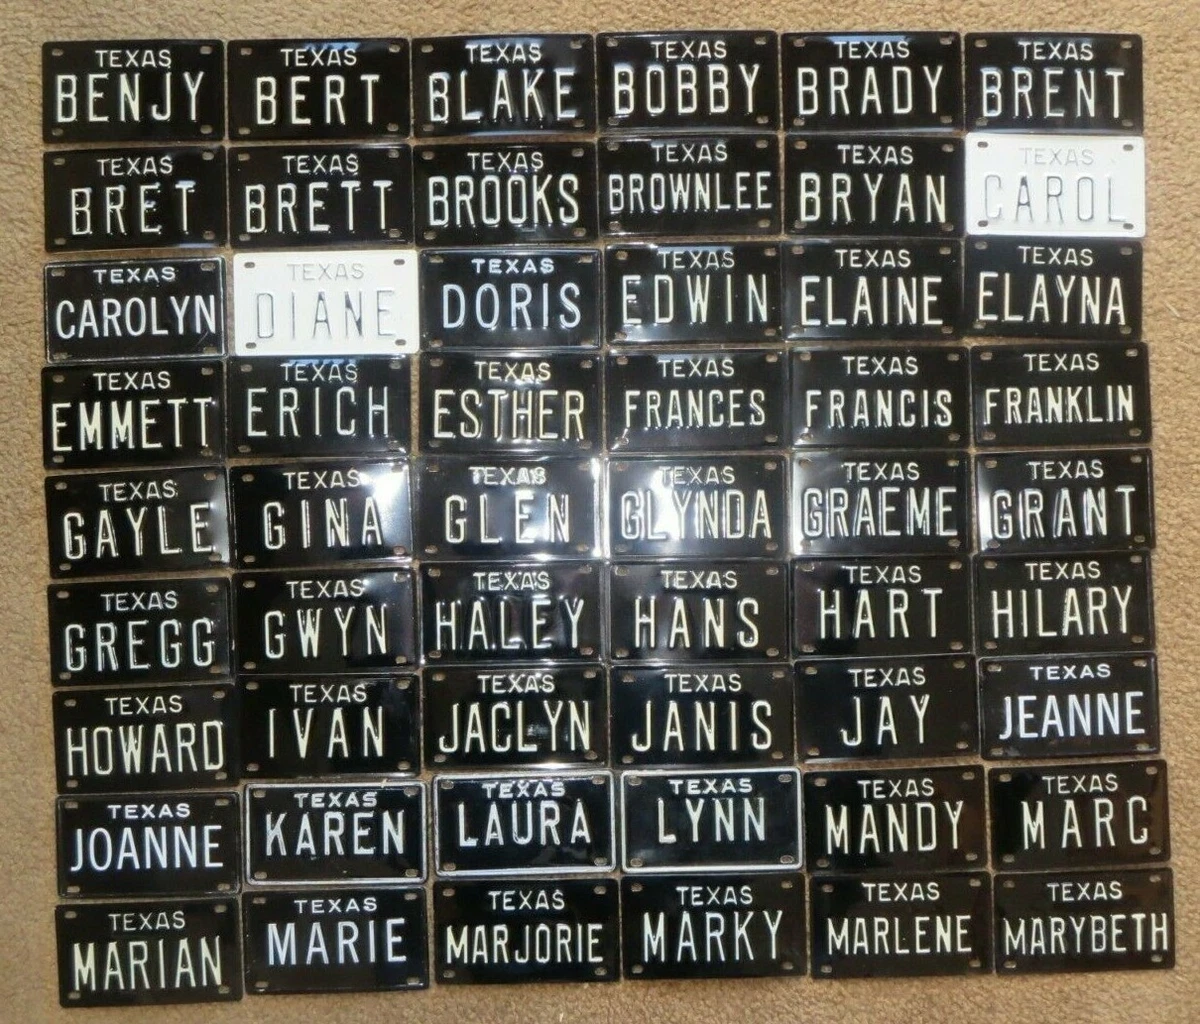 TEXAS
BENJY
TEXAS
BERT
TEXAS
BLAKE
TEXAS
BOBBY
TEXAS
BRADY
TEXAS
BRENT
TEXAS
BRET
TEXAS
BRETT
TEXAS
BROOKS
TEXAS
BROWNLEE
TEXAS
BRYAN
TEXAS
CAROL
TEXAS
CAROLYN
TEXAS
DIANE
TEXAS
DORIS
TEXAS
EDWIN
TEXAS
ELAINE
TEXAS
ELAYNA
TEXAS
EMMETT
TEXAS
ERICH
TEXAS
ESTHER
TEXAS
FRANCES
TEXAS
FRANCIS
TEXAS
FRANKLIN
TEXAS
GAYLE
TEXAS
GINA
TEXAS
GLEN
TEXAS
GLYNDA
TEXAS
GRAEME
TEXAS
GRANT
TEXAS
GREGG
TEXAS
GWYN
TEXAS
HALEY
TEXAS
HANS
TEXAS
HART
TEXAS
HILARY
TEXAS
HOWARD
TEXAS
IVAN
TEXAS
JACLYN
TEXAS
JANIS
TEXAS
JAY
TEXAS
JEANNE
TEXAS
JOANNE
TEXAS
KAREN
TEXAS
LAURA
TEXAS
LYNN
TEXAS
MANDY
TEXAS
MARC
TEXAS
MARIAN
TEXAS
MARIE
TEXAS
MARJORIE
TEXAS
MARKY
TEXAS
MARLENE
TEXAS
MARYBETH